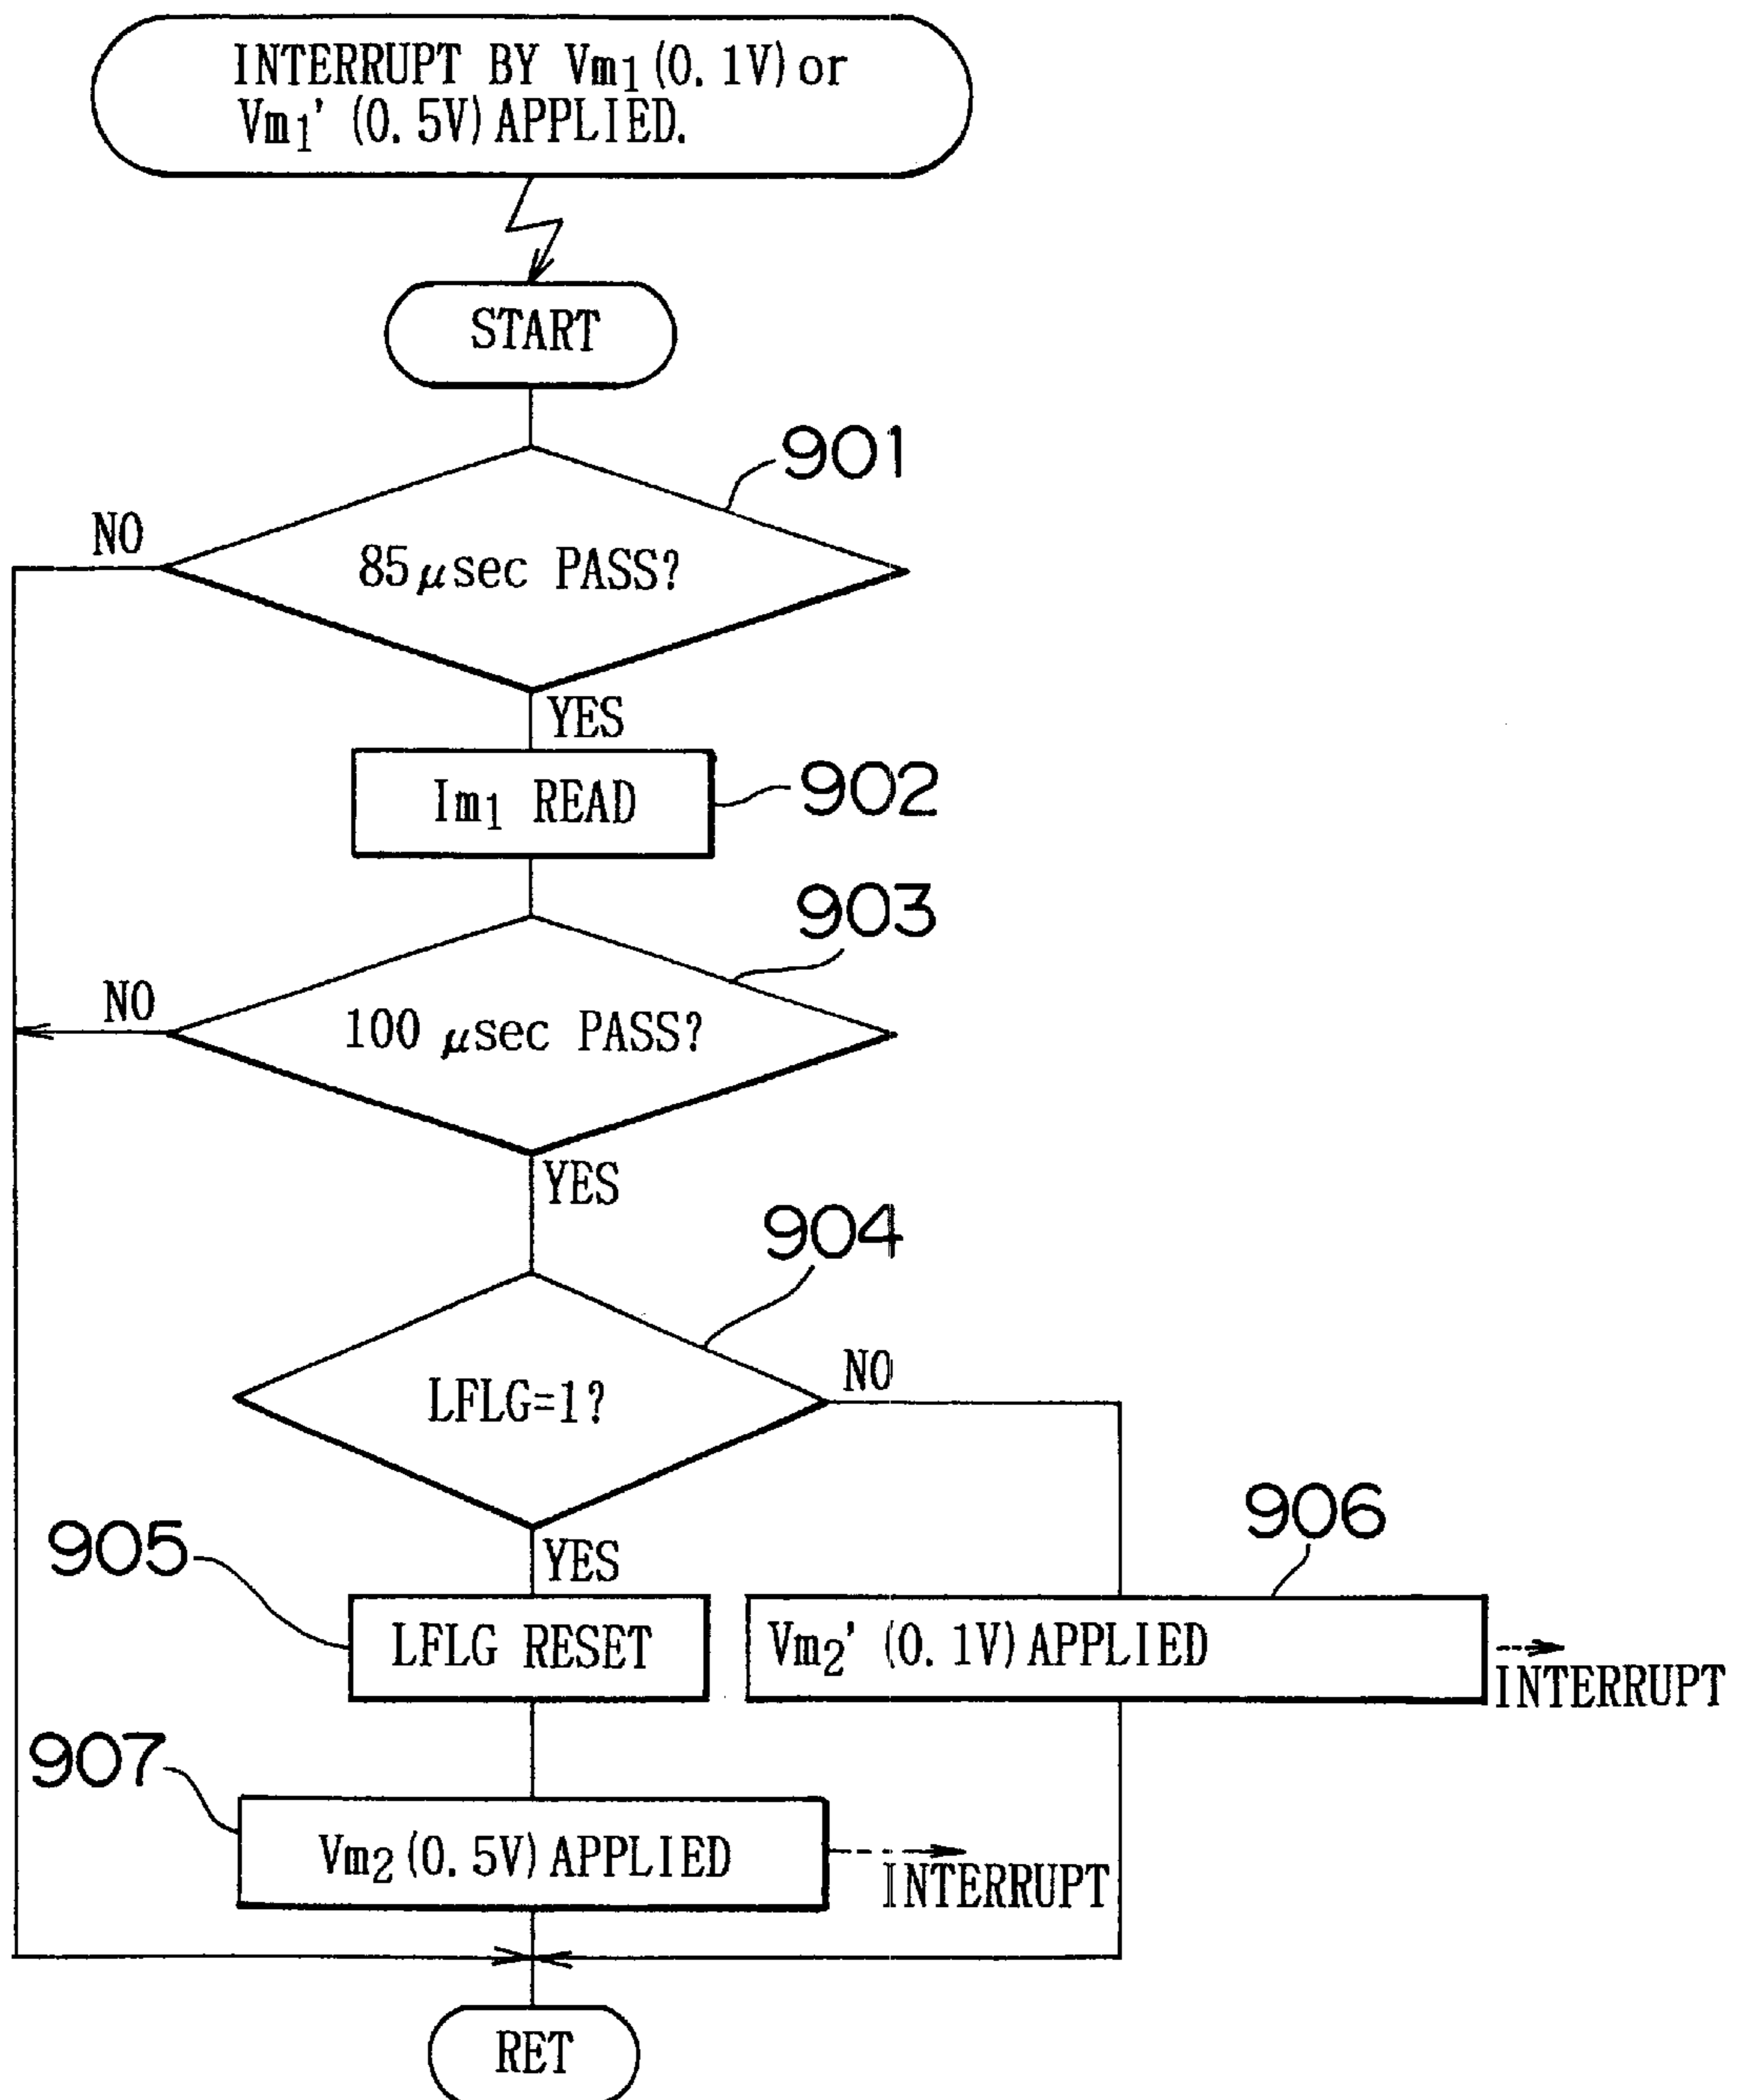 INTERRUPT BY Vm1(0.1V)or
Vm1'(0.5V)APPLIED.
START
901
NO
85μsec PASS?
YES
Im1 READ
902
903
NO
100 μsec PASS?
YES
904
NO
LFLG=1?
906
905
YES
LFLG RESET
Vm2'(0.1V)APPLIED
INTERRUPT
907
Vm2(0.5V)APPLIED
INTERRUPT
RET